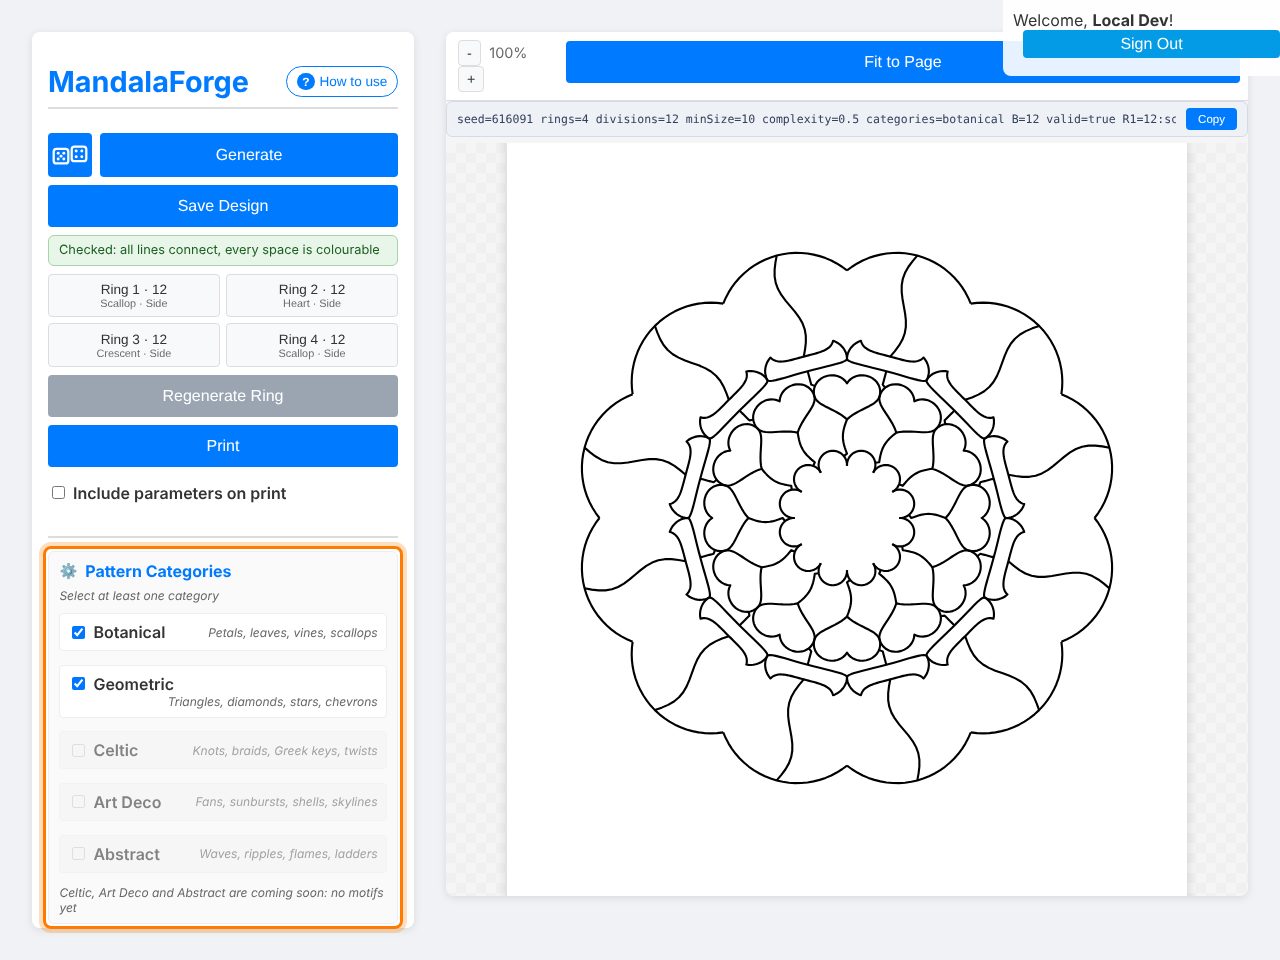 Welcome, Local Dev!
Sign Out
MandalaForge
? How to use
- 100%
+
Fit to Page
seed=616091 rings=4 divisions=12 minSize=10 complexity=0.5 categories=botanical B=12 valid=true R1=12:sc
Copy
Generate
Save Design
Checked: all lines connect, every space is colourable
Ring 1 · 12
Scallop · Side
Ring 2 · 12
Heart · Side
Ring 3 · 12
Crescent · Side
Ring 4 · 12
Scallop · Side
Regenerate Ring
Print
Include parameters on print
Pattern Categories
Select at least one category
Botanical Petals, leaves, vines, scallops
Geometric
Triangles, diamonds, stars, chevrons
Celtic Knots, braids, Greek keys, twists
Art Deco Fans, sunbursts, shells, skylines
Abstract Waves, ripples, flames, ladders
Celtic, Art Deco and Abstract are coming soon: no motifs
yet